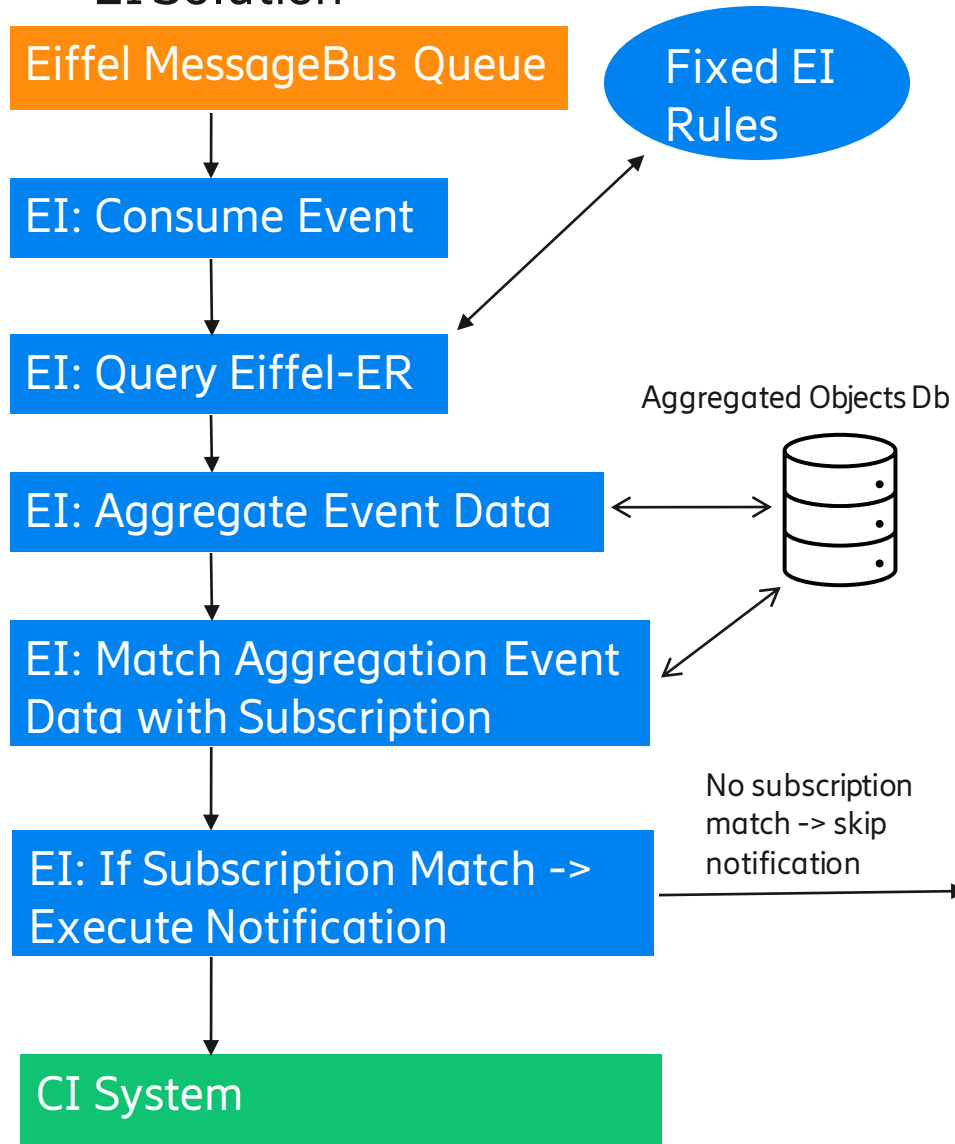 EI Solution
Eiffel MessageBus Queue
Fixed EI
Rules
EI: Consume Event
EI: Query Eiffel-ER
Aggregated Objects Db
EI: Aggregate Event Data
EI: Match Aggregation Event
Data with Subscription
No subscription
match -> skip
notification
EI: If Subscription Match ->
Execute Notification
CI System